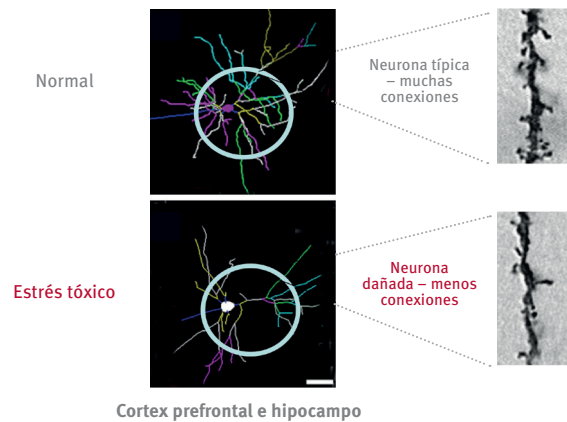 Normal
Neurona típica
– muchas
conexiones
Estrés tóxico
Neurona
dañada – menos
conexiones
Cortex prefrontal e hipocampo